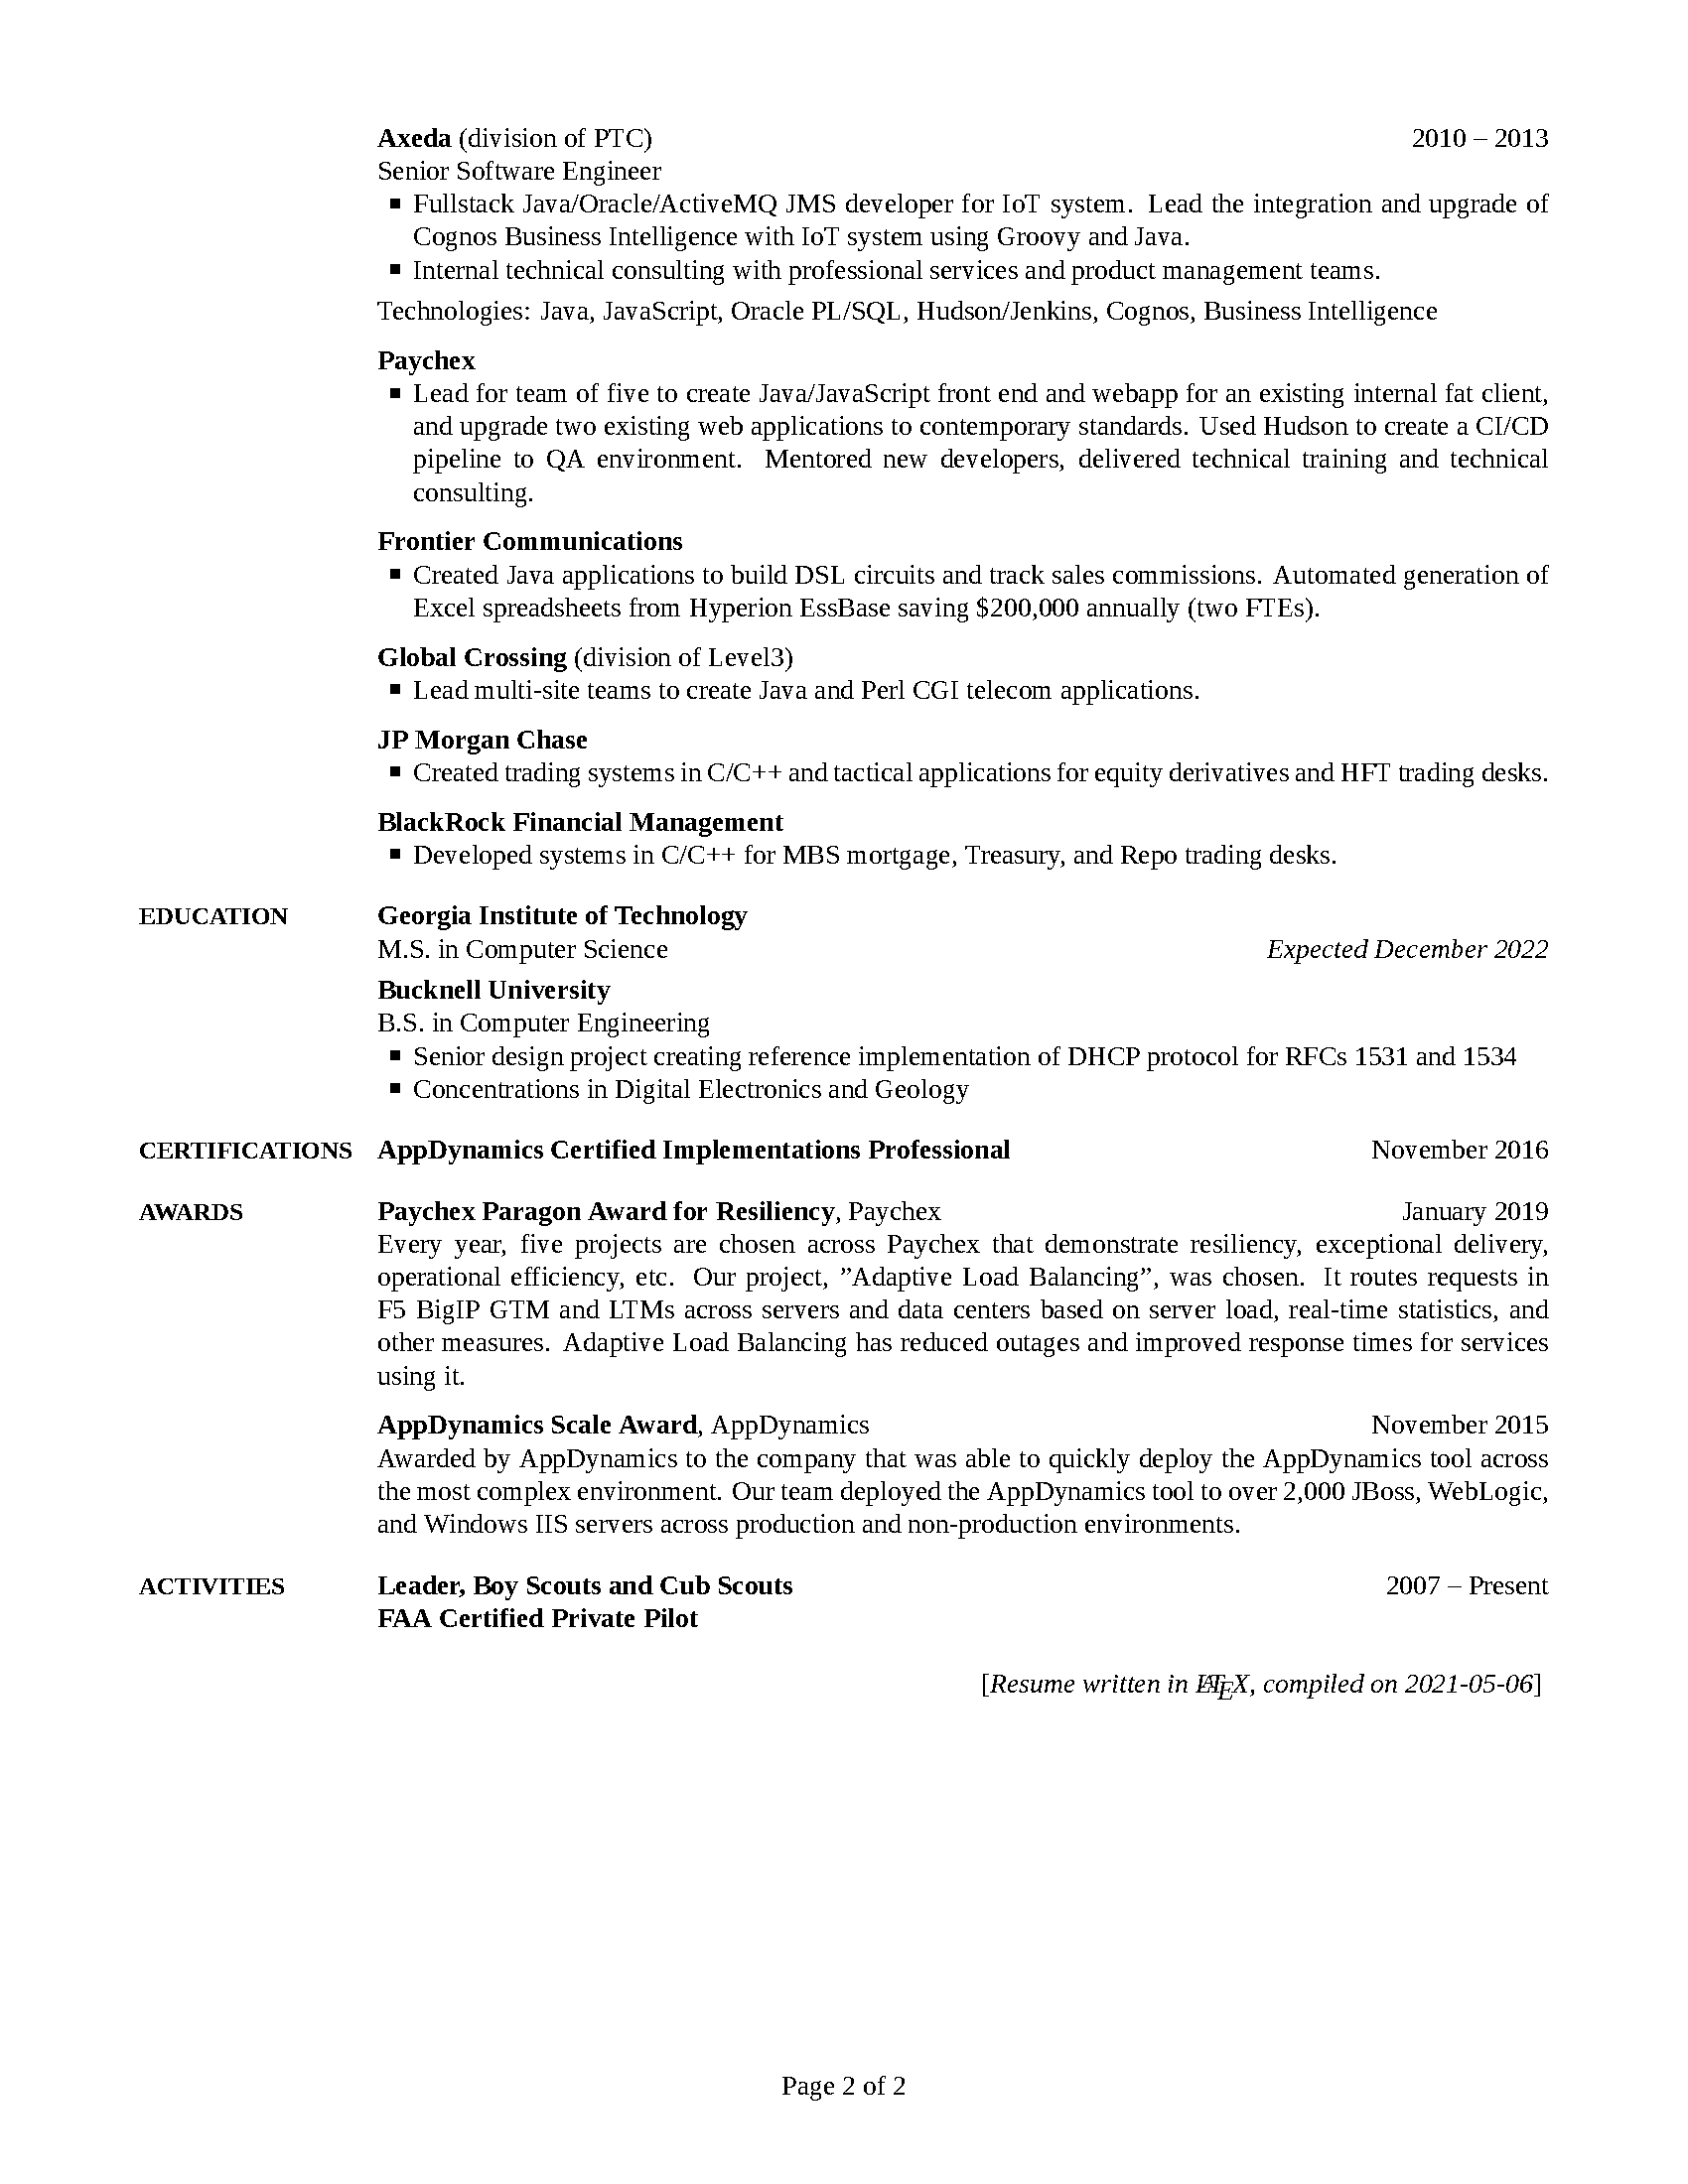 Axeda (division of PTC) 2010 – 2013
Senior Software Engineer
▪ Fullstack Java/Oracle/ActiveMQ JMS developer for IoT system. Lead the integration and upgrade of
Cognos Business Intelligence with IoT system using Groovy and Java.
▪ Internal technical consulting with professional services and product management teams.
Technologies: Java, JavaScript, Oracle PL/SQL, Hudson/Jenkins, Cognos, Business Intelligence
Paychex
▪ Lead for team of five to create Java/JavaScript front end and webapp for an existing internal fat client,
and upgrade two existing web applications to contemporary standards. Used Hudson to create a CI/CD
pipeline to QA environment. Mentored new developers, delivered technical training and technical
consulting.
Frontier Communications
▪ Created Java applications to build DSL circuits and track sales commissions. Automated generation of
Excel spreadsheets from Hyperion EssBase saving $200,000 annually (two FTEs).
Global Crossing (division of Level3)
▪ Lead multi-site teams to create Java and Perl CGI telecom applications.
JP Morgan Chase
▪ Created trading systems in C/C++ and tactical applications for equity derivatives and HFT trading desks.
BlackRock Financial Management
▪ Developed systems in C/C++ for MBS mortgage, Treasury, and Repo trading desks.
EDUCATION Georgia Institute of Technology
M.S. in Computer Science Expected December 2022
Bucknell University
B.S. in Computer Engineering
▪ Senior design project creating reference implementation of DHCP protocol for RFCs 1531 and 1534
▪ Concentrations in Digital Electronics and Geology
CERTIFICATIONS AppDynamics Certified Implementations Professional November 2016
AWARDS Paychex Paragon Award for Resiliency, Paychex January 2019
Every year, five projects are chosen across Paychex that demonstrate resiliency, exceptional delivery,
operational efficiency, etc. Our project, ”Adaptive Load Balancing”, was chosen. It routes requests in
F5 BigIP GTM and LTMs across servers and data centers based on server load, real-time statistics, and
other measures. Adaptive Load Balancing has reduced outages and improved response times for services
using it.
AppDynamics Scale Award, AppDynamics November 2015
Awarded by AppDynamics to the company that was able to quickly deploy the AppDynamics tool across
the most complex environment. Our team deployed the AppDynamics tool to over 2,000 JBoss, WebLogic,
and Windows IIS servers across production and non-production environments.
ACTIVITIES Leader, Boy Scouts and Cub Scouts 2007 – Present
FAA Certified Private Pilot
[Resume written in LATEX, compiled on 2021-05-06]
Page 2 of 2